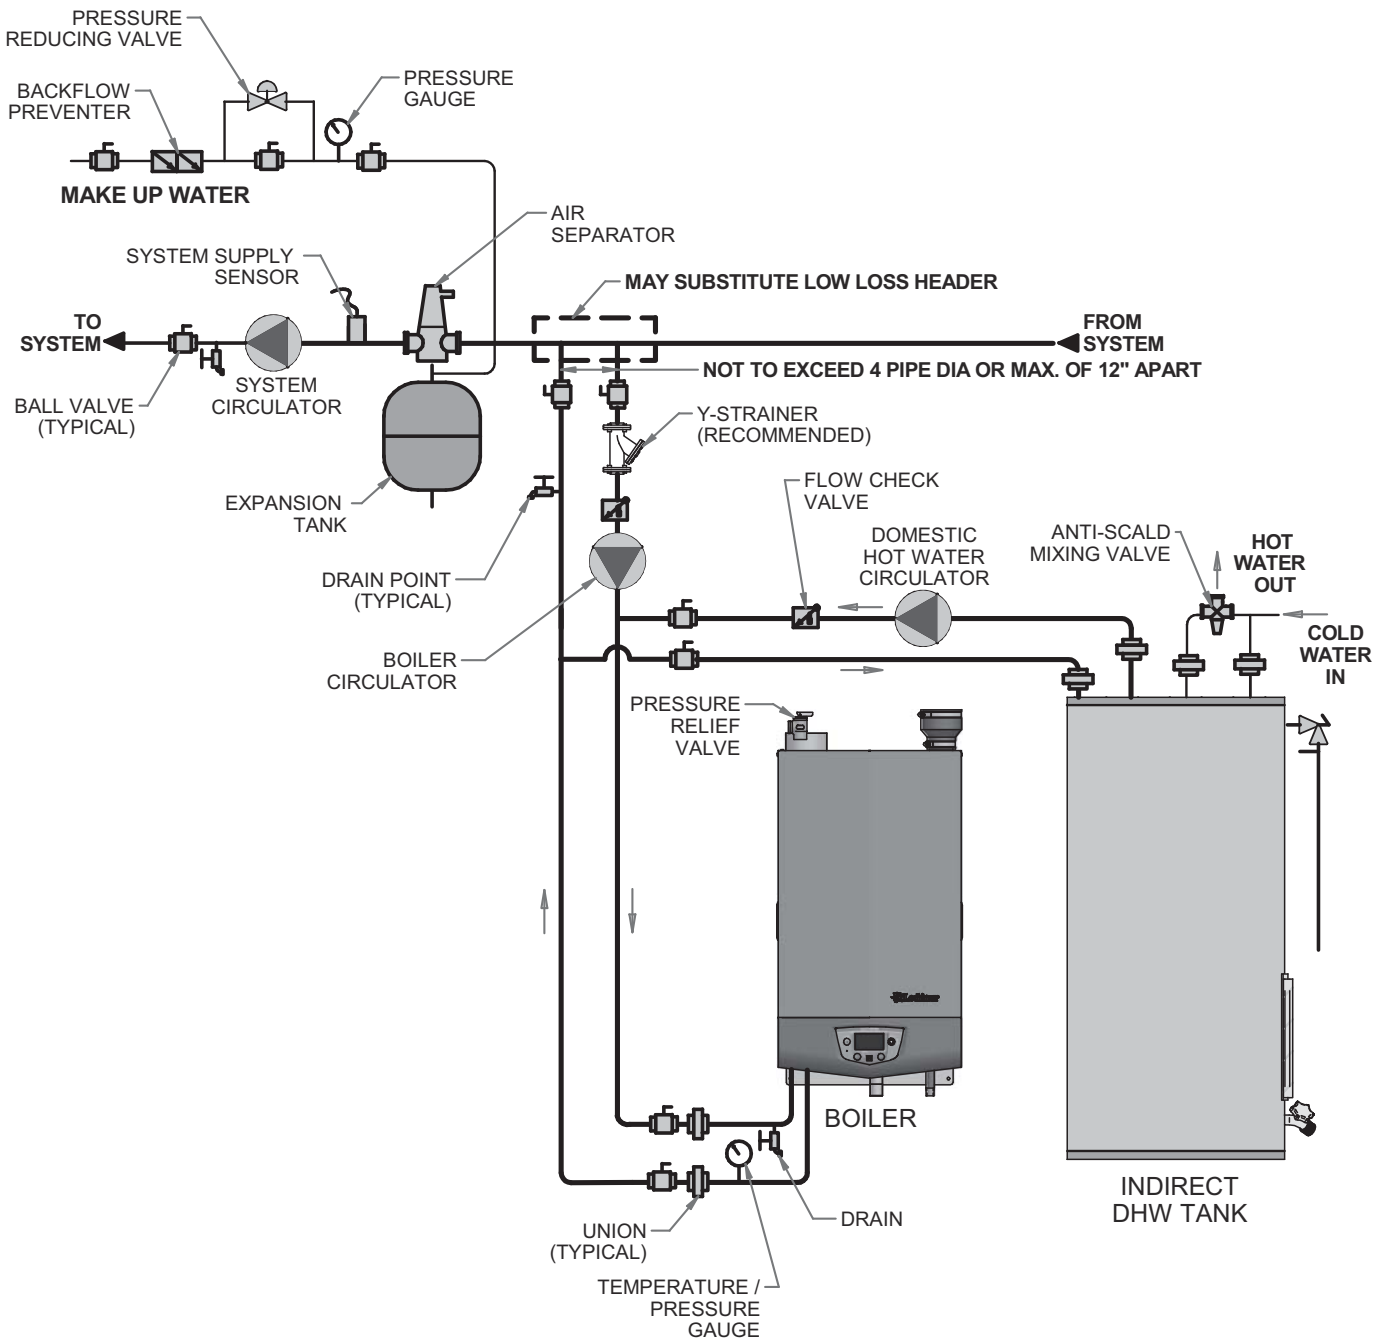 PRESSURE
REDUCING VALVE
BACKFLOW
PREVENTER
PRESSURE
GAUGE
MAKE UP WATER
AIR
SEPARATOR
SYSTEM SUPPLY
SENSOR
MAY SUBSTITUTE LOW LOSS HEADER
TO
SYSTEM
FROM
SYSTEM
NOT TO EXCEED 4 PIPE DIA OR MAX. OF 12" APART
SYSTEM
CIRCULATOR
BALL VALVE
(TYPICAL)
Y-STRAINER
(RECOMMENDED)
EXPANSION
TANK
FLOW CHECK
VALVE
DOMESTIC
HOT WATER
CIRCULATOR
ANTI-SCALD
MIXING VALVE
HOT
WATER
OUT
DRAIN POINT
(TYPICAL)
COLD
WATER
IN
BOILER
CIRCULATOR
PRESSURE
RELIEF
VALVE
Lochinvar
BOILER
INDIRECT
DHW TANK
UNION
(TYPICAL)
DRAIN
TEMPERATURE /
PRESSURE
GAUGE